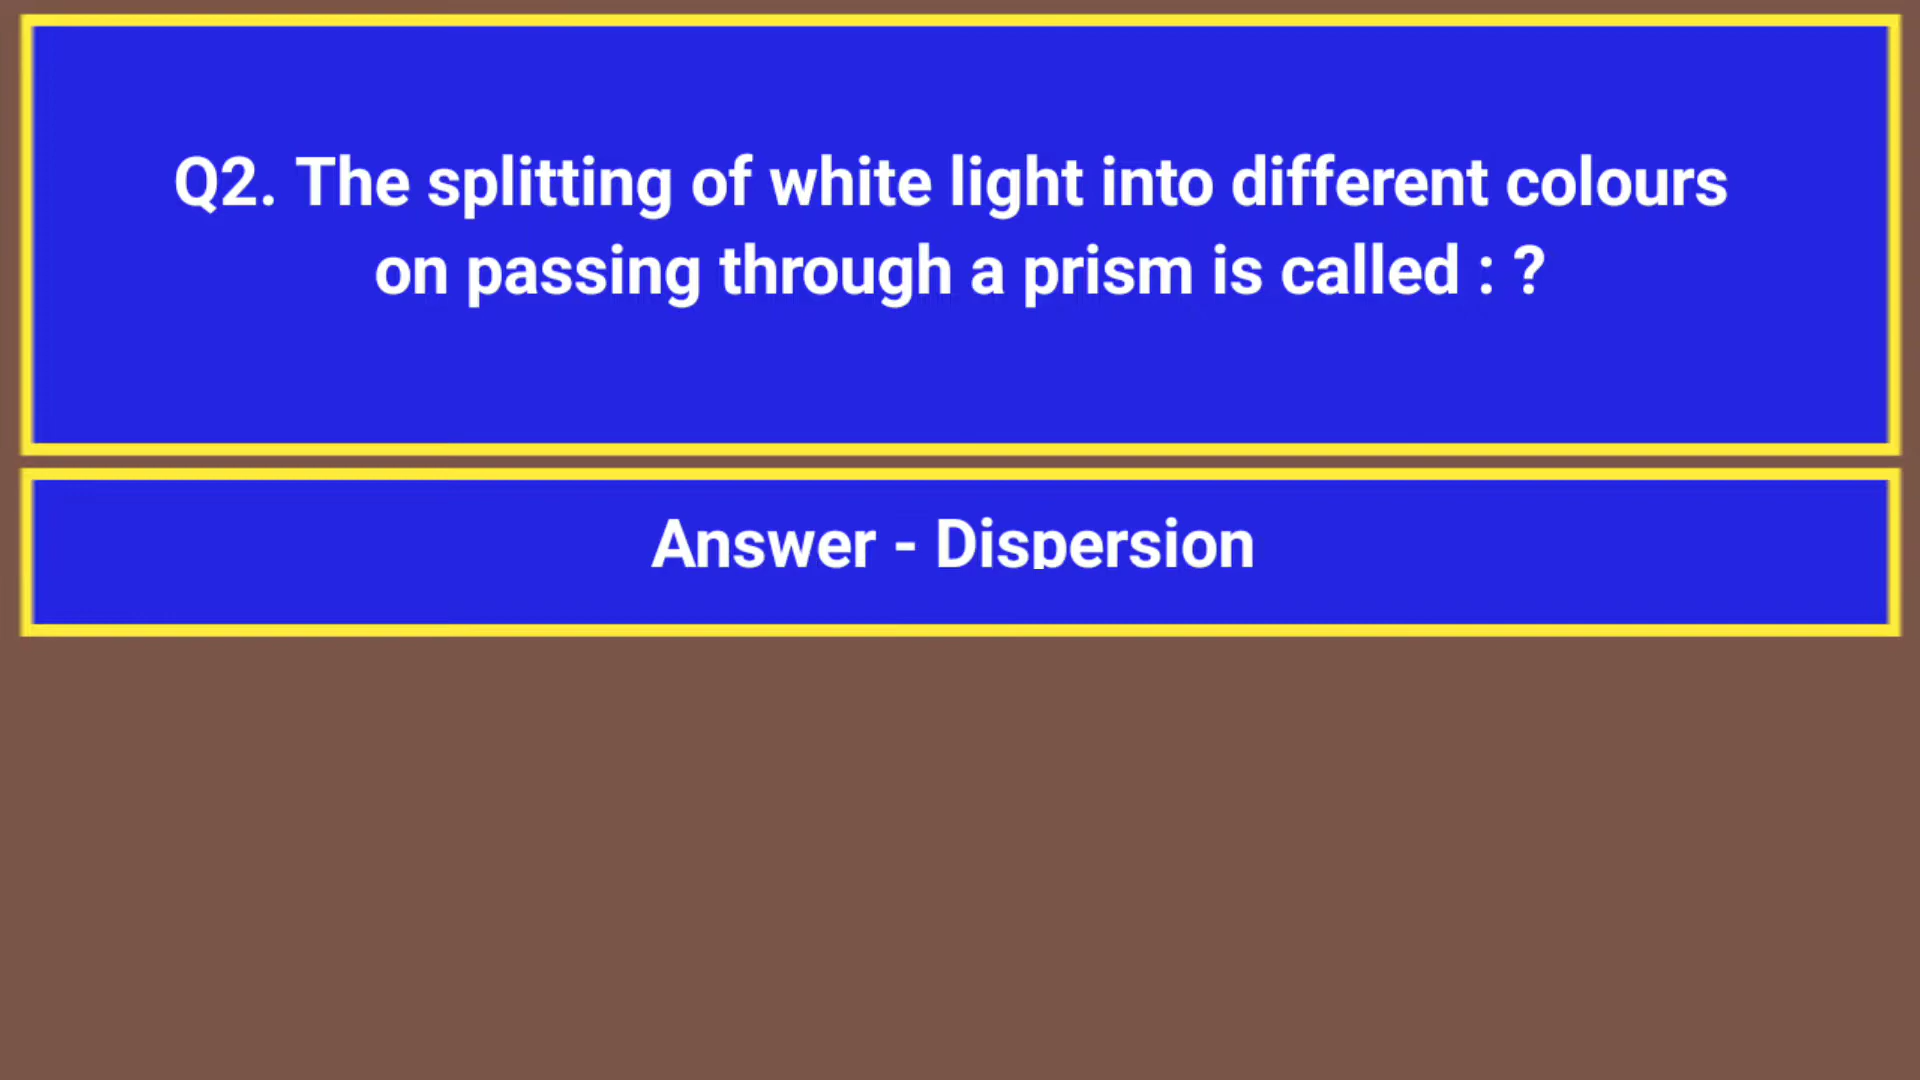 Q2. The splitting of white light into different colours
on passing through a prism is called : ?
Answer - Dispersion